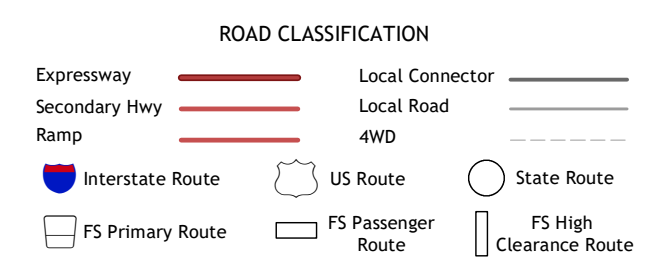 ROAD CLASSIFICATION
Expressway
Local Connector
Secondary Hwy
Local Road
Ramp
4WD
Interstate Route
US Route
State Route
FS Primary Route
FS Passenger
Route
FS High
Clearance Route